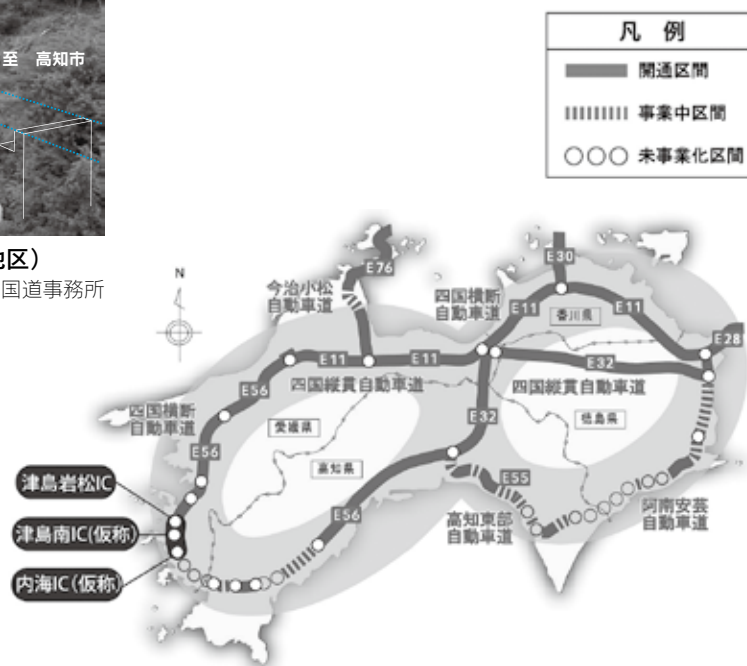 至 高知市
地区）
国道事務所
凡 例
開通区間
事業中区間
未事業化区間
N
E76
E30
今治小松
自動車道
四国横断
自動車道
E11
香川県
E11
E28
E11
E11
E32
四国縦貫自動車道
四国縦貫自動車道
E56
E32
徳島県
四国横断
自動車道
愛媛県
E56
高知県
津島岩松IC
E55
E56
津島南IC(仮称)
高知東部
自動車道
阿南安芸
自動車道
内海IC(仮称)